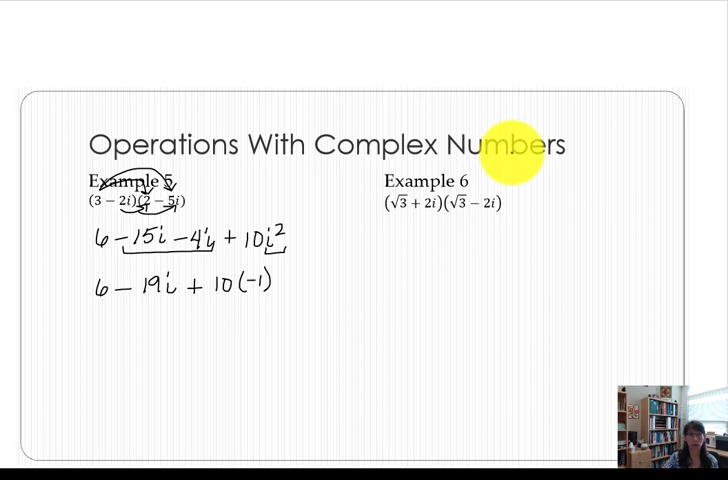 Operations With Complex Numbers
Example 5
(3 − 2i)(2 − 5i)
6 − 15i − 4i + 10i²
6 − 19i + 10(−1)
Example 6
(√3 + 2i)(√3 − 2i)